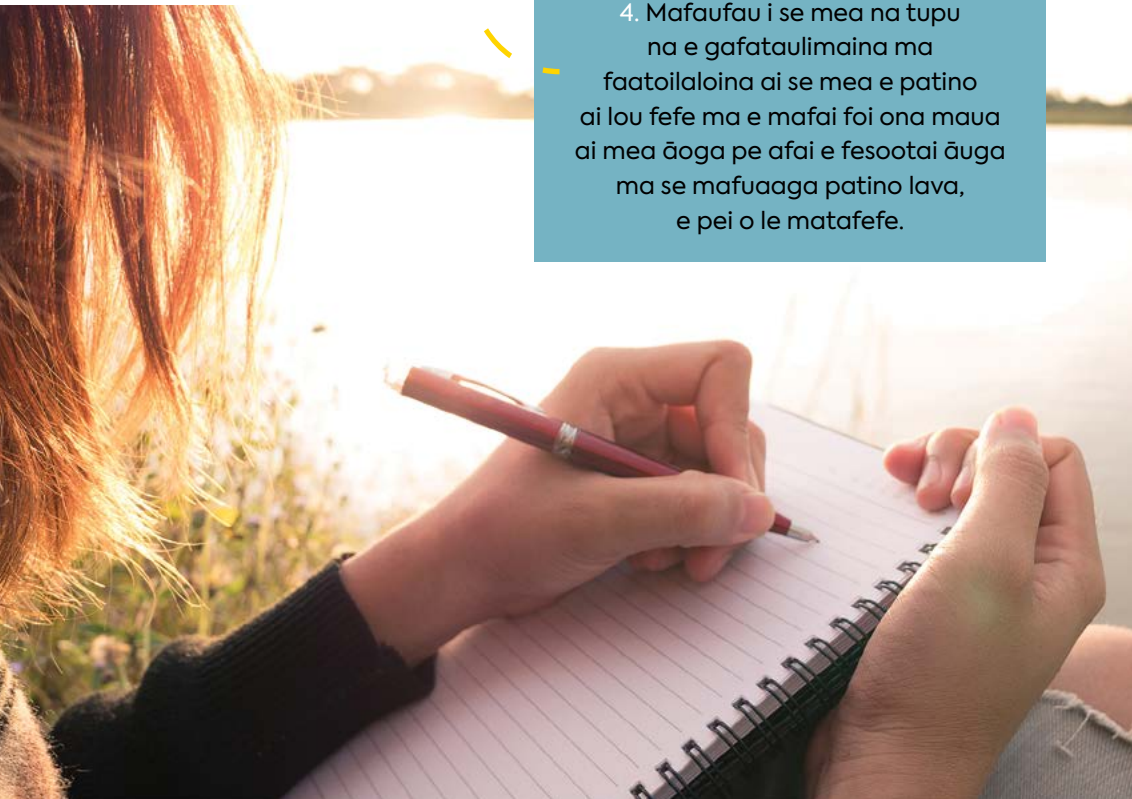 4. Mafaufau i se mea na tupu
na e gafataulimaina ma
faatoilaloina ai se mea e patino
ai lou fefe ma e mafai foi ona maua
ai mea āoga pe afai e fesootai āuga
ma se mafuaaga patino lava,
e pei o le matafefe.